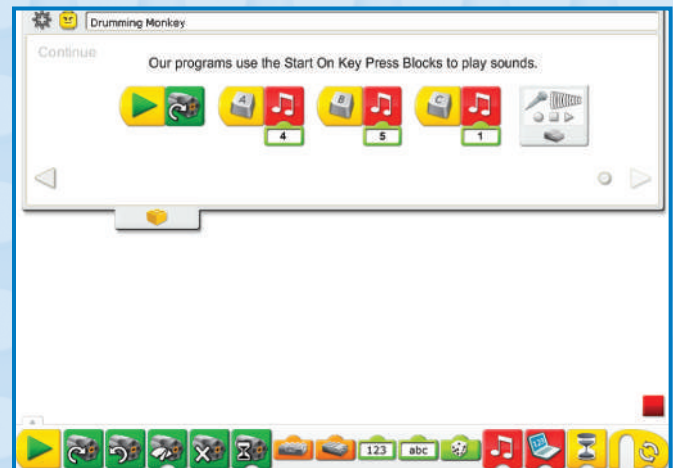 Drumming Monkey
Continue
Our programs use the Start On Key Press Blocks to play sounds.
A B C
4 5 1
123 abc